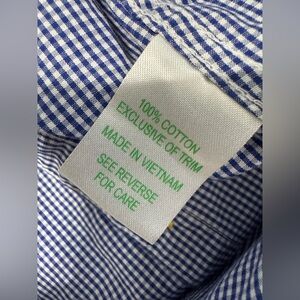 100% COTTON
EXCLUSIVE OF TRIM
MADE IN VIETNAM
SEE REVERSE
FOR CARE